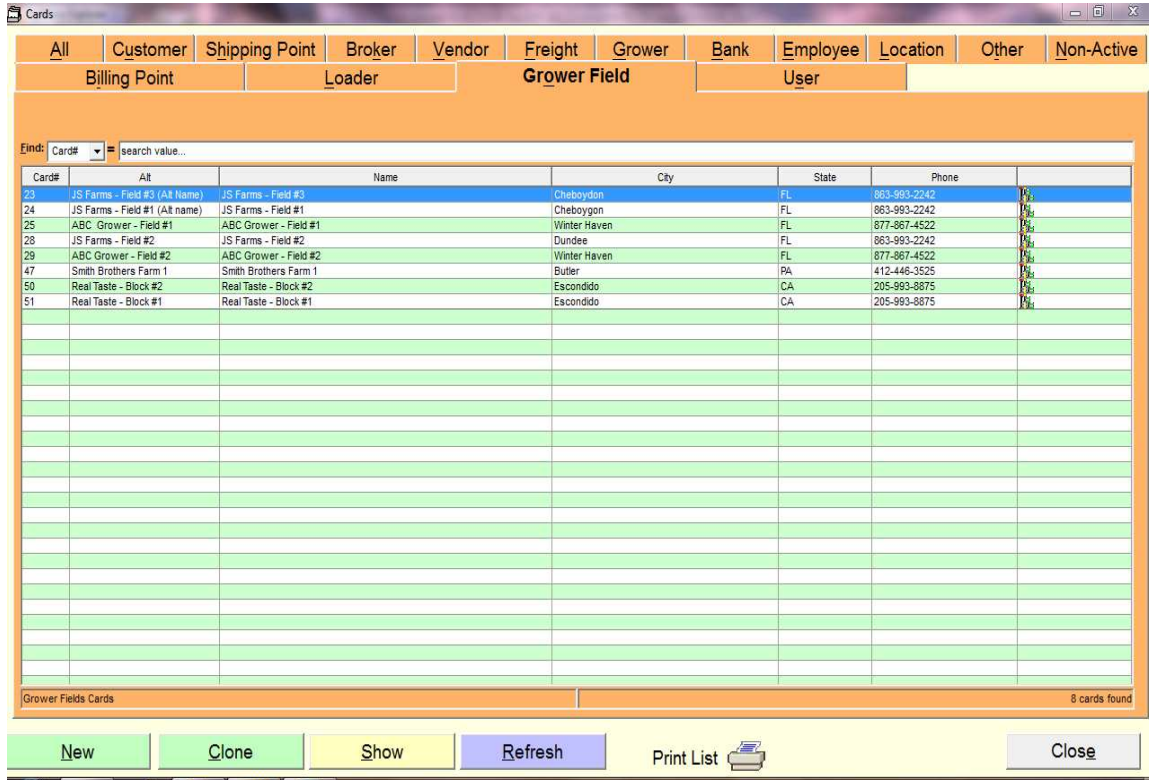 Cards
All Customer Shipping Point Broker Vendor Freight Grower Bank Employee Location Other Non-Active
Billing Point Loader Grower Field User
Find: Card# = search value...
Card# Alt Name City State Phone
23 JS Farms - Field #3 (Alt Name) JS Farms - Field #3 Cheboydon FL 863-993-2242
24 JS Farms - Field #1 (Alt name) JS Farms - Field #1 Cheboygon FL 863-993-2242
25 ABC  Grower - Field #1 ABC Grower - Field #1 Winter Haven FL 877-867-4522
28 JS Farms - Field #2 JS Farms - Field #2 Dundee FL 863-993-2242
29 ABC Grower - Field #2 ABC Grower - Field #2 Winter Haven FL 877-867-4522
47 Smith Brothers Farm 1 Smith Brothers Farm 1 Butler PA 412-446-3525
50 Real Taste - Block #2 Real Taste - Block #2 Escondido CA 205-993-8875
51 Real Taste - Block #1 Real Taste - Block #1 Escondido CA 205-993-8875
Grower Fields Cards 8 cards found
New Clone Show Refresh Print List Close